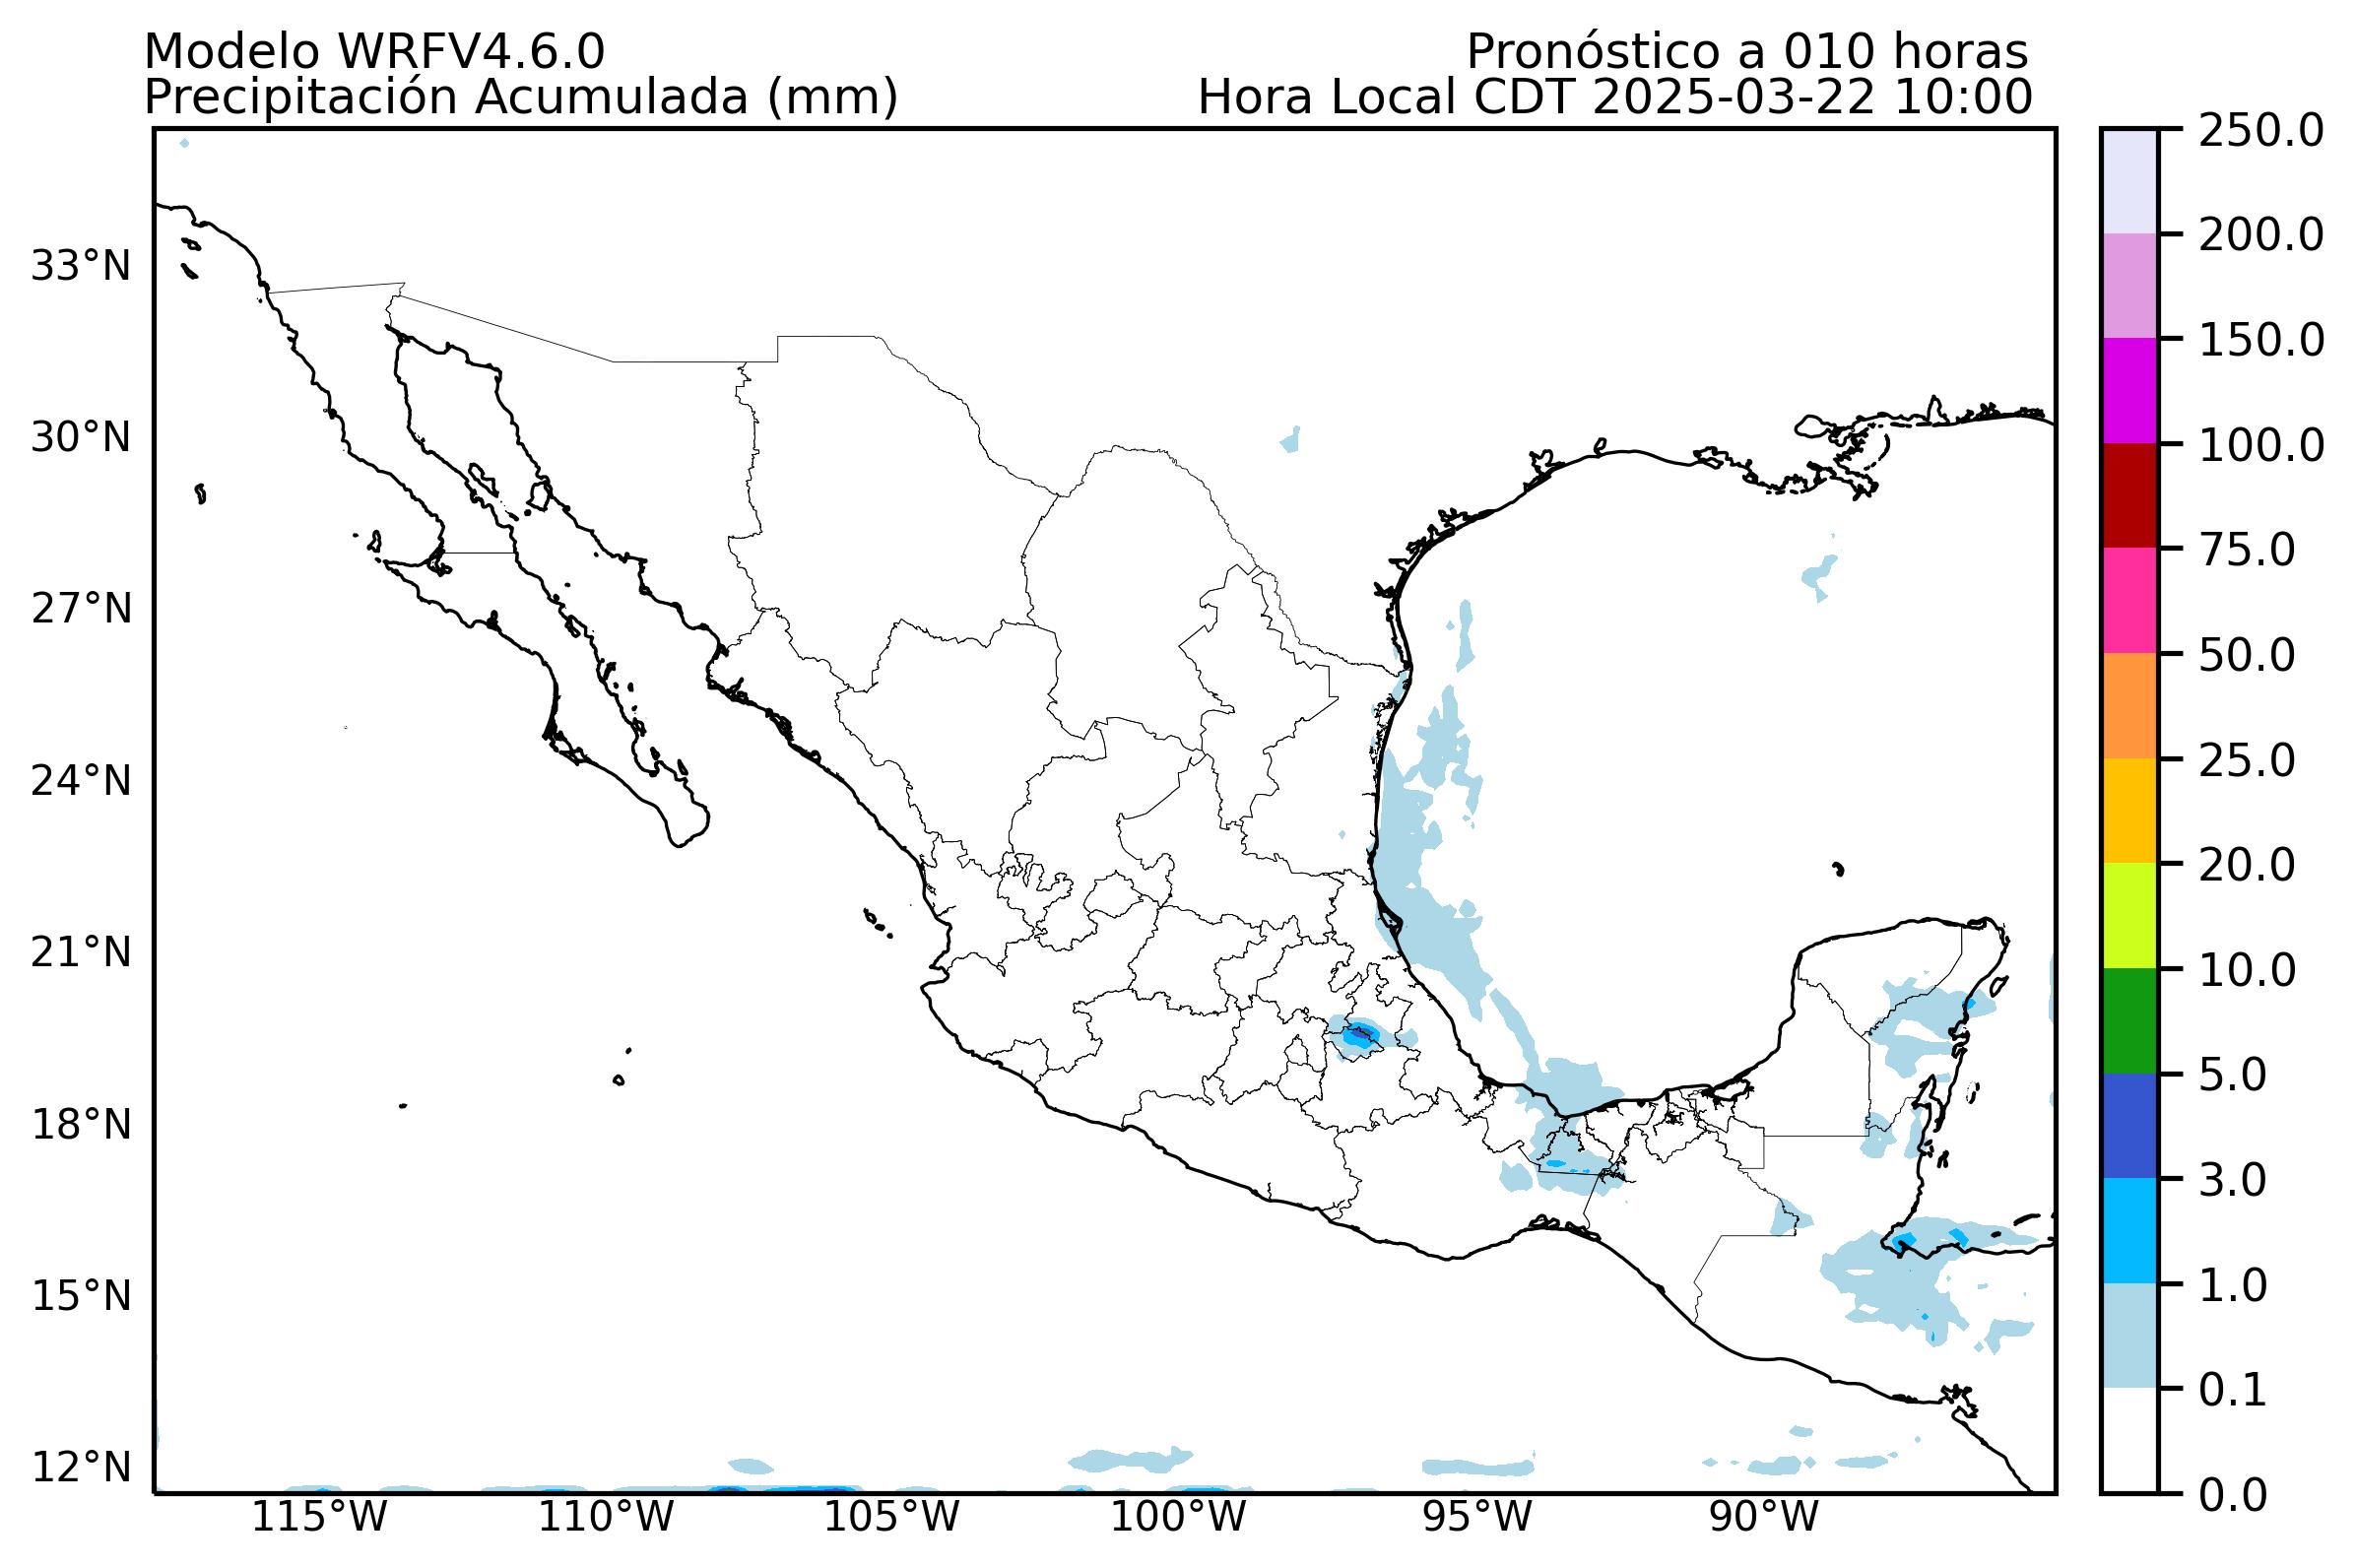 Modelo WRFV4.6.0
Pronóstico a 010 horas
Precipitación Acumulada (mm)
Hora Local CDT 2025-03-22 10:00
33°N
30°N
27°N
24°N
21°N
18°N
15°N
12°N
115°W
110°W
105°W
100°W
95°W
90°W
250.0
200.0
150.0
100.0
75.0
50.0
25.0
20.0
10.0
5.0
3.0
1.0
0.1
0.0